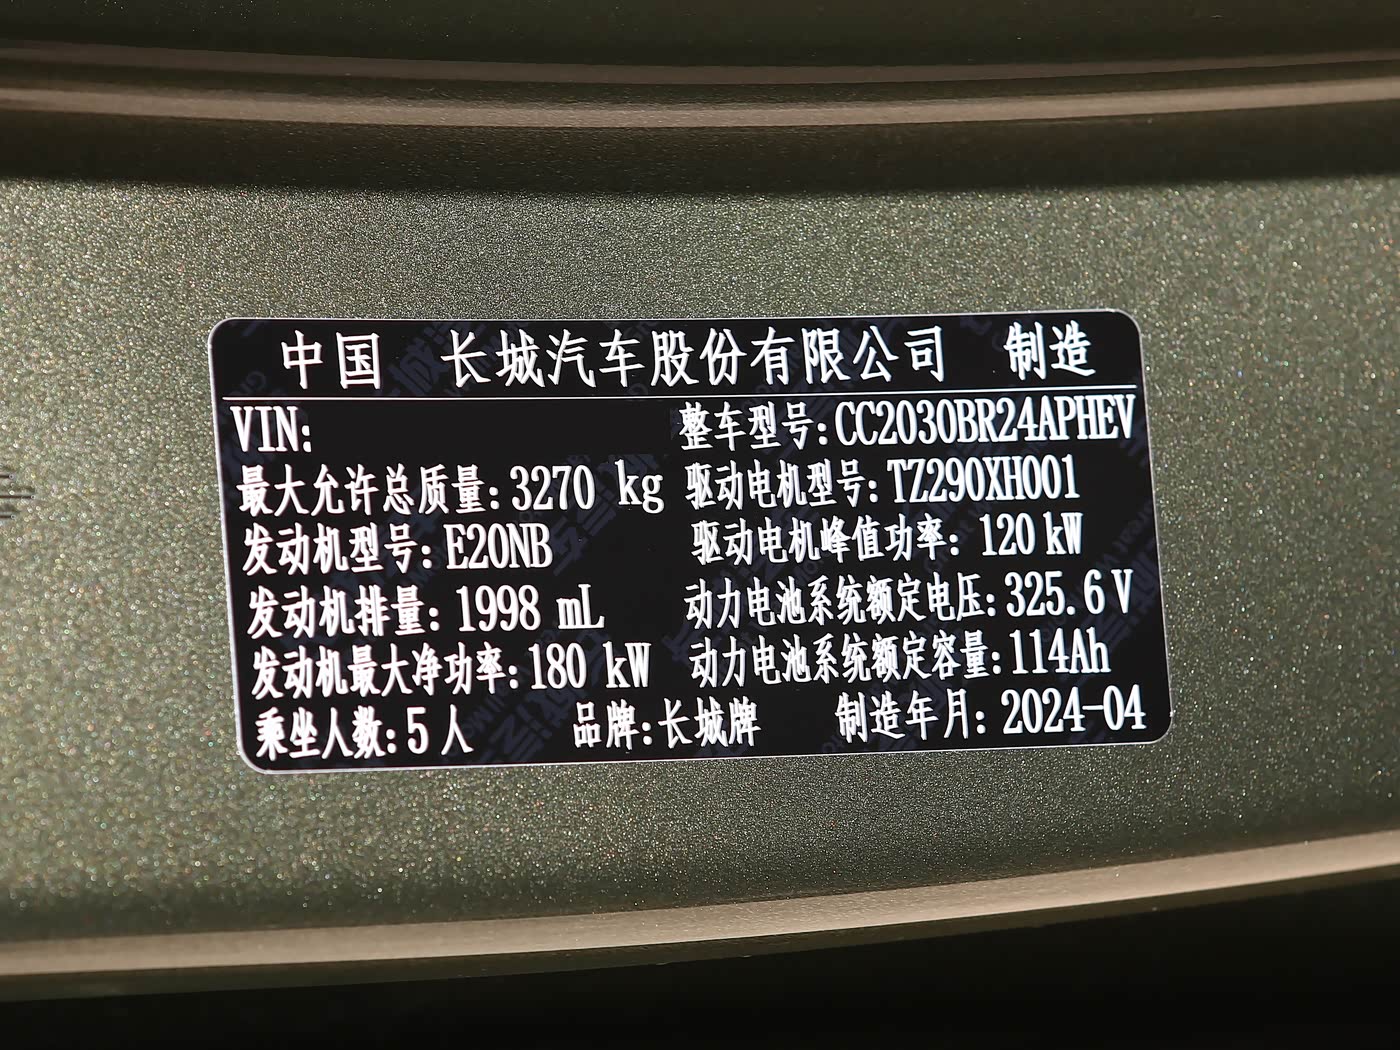 中国 长城汽车股份有限公司 制造
VIN: 整车型号:CC2030BR24APHEV
最大允许总质量:3270 kg 驱动电机型号:TZ290XH001
发动机型号:E20NB 驱动电机峰值功率:120 kW
发动机排量:1998 mL 动力电池系统额定电压:325.6 V
发动机最大净功率:180 kW 动力电池系统额定容量:114Ah
乘坐人数:5 人 品牌:长城牌 制造年月:2024-04